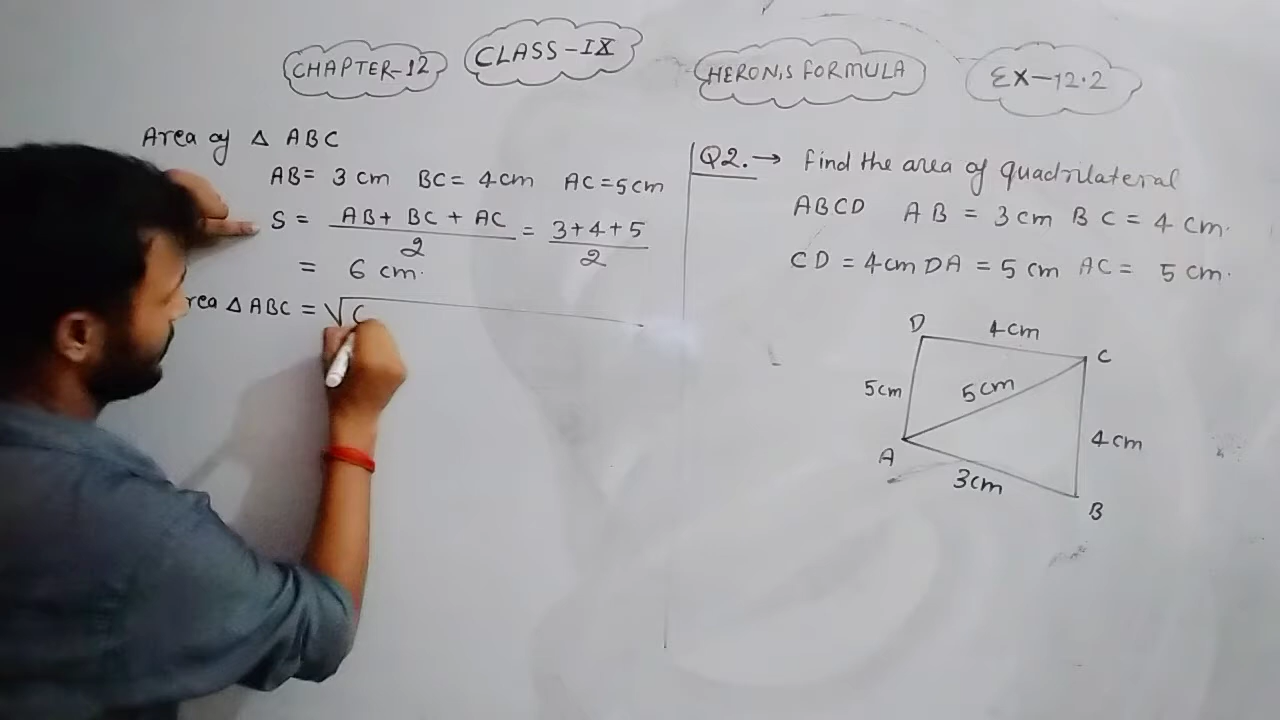 CHAPTER-12
CLASS-IX
HERON,S FORMULA
EX-12.2
Area of Δ ABC
AB= 3 cm BC= 4cm AC=5cm
S = AB+ BC + AC / 2 = 3+4+5 / 2
= 6 cm.
rea Δ ABC = √
Q2.→ Find the area of quadrilateral
ABCD AB = 3cm BC = 4 cm.
CD = 4cm DA = 5 cm AC = 5 cm.
D
4cm
C
5cm
5cm
4cm
A
3cm
B